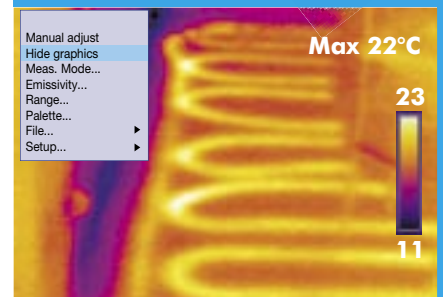 Manual adjust
Hide graphics
Meas. Mode...
Emissivity...
Range...
Palette...
File...
Setup...
Max 22°C
23
11